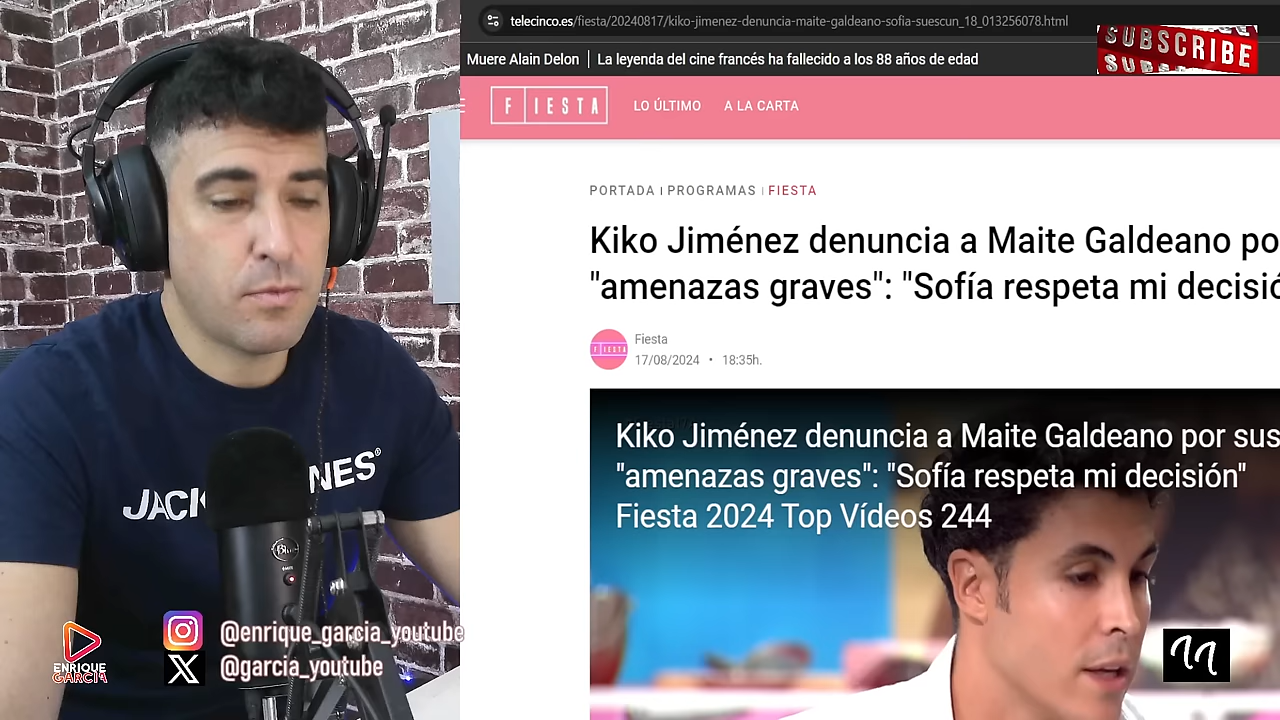 telecinco.es/fiesta/20240817/kiko-jimenez-denuncia-maite-galdeano-sofia-suescun_18_013256078.html
SUBSCRIBE
Muere Alain Delon | La leyenda del cine francés ha fallecido a los 88 años de edad
FIESTA
LO ÚLTIMO
A LA CARTA
PORTADA | PROGRAMAS | FIESTA
Kiko Jiménez denuncia a Maite Galdeano po
"amenazas graves": "Sofía respeta mi decisió
FIESTA
Fiesta
17/08/2024 • 18:35h.
Kiko Jiménez denuncia a Maite Galdeano por sus
"amenazas graves": "Sofía respeta mi decisión"
Fiesta 2024 Top Vídeos 244
JACK NES®
Blue
ENRIQUE
GARCIA
@enrique_garcia_youtube
@garcia_youtube